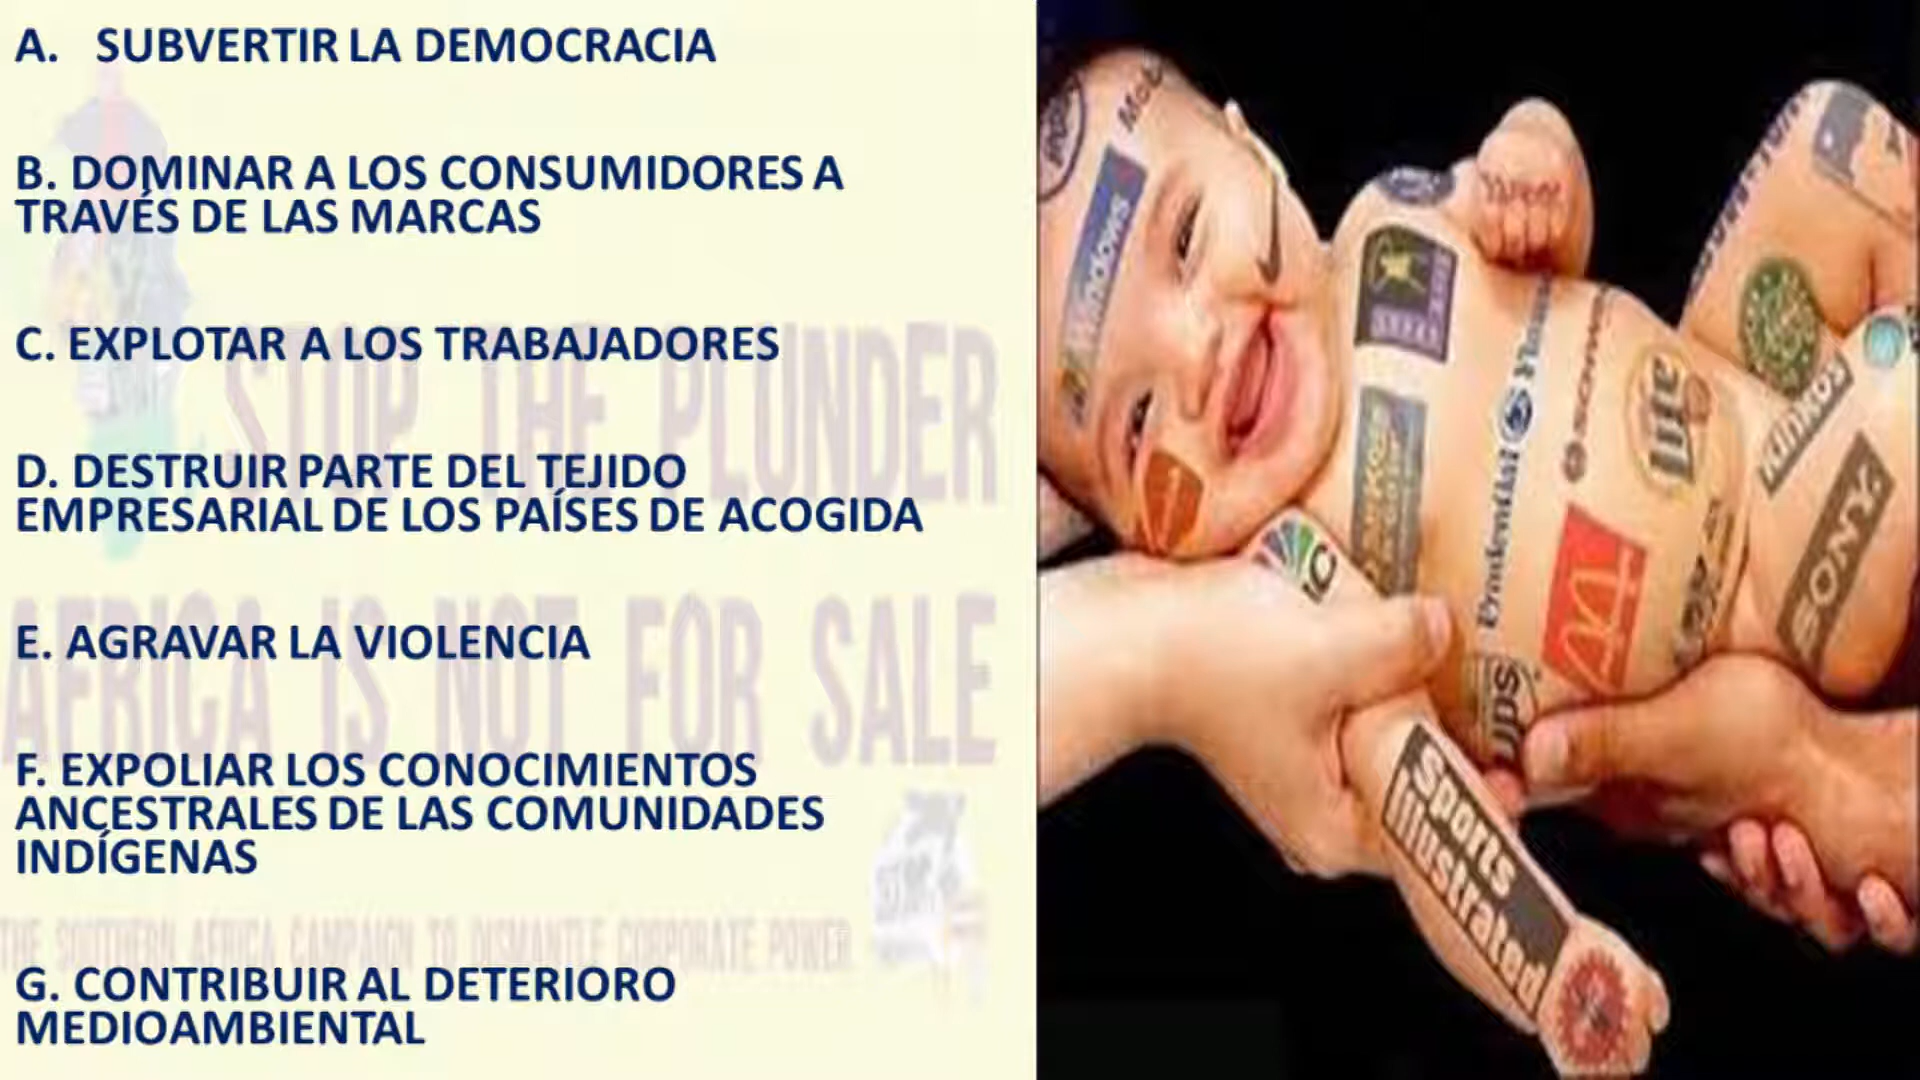 A. SUBVERTIR LA DEMOCRACIA
B. DOMINAR A LOS CONSUMIDORES A
TRAVÉS DE LAS MARCAS
C. EXPLOTAR A LOS TRABAJADORES
D. DESTRUIR PARTE DEL TEJIDO
EMPRESARIAL DE LOS PAÍSES DE ACOGIDA
E. AGRAVAR LA VIOLENCIA
F. EXPOLIAR LOS CONOCIMIENTOS
ANCESTRALES DE LAS COMUNIDADES
INDÍGENAS
G. CONTRIBUIR AL DETERIORO
MEDIOAMBIENTAL
STOP THE PLUNDER
AFRICA IS NOT FOR SALE
THE SOUTHERN AFRICA CAMPAIGN TO DISMANTLE CORPORATE POWER
Windows
Prudential
Kinko's
SONY
ups
Sports
Illustrated